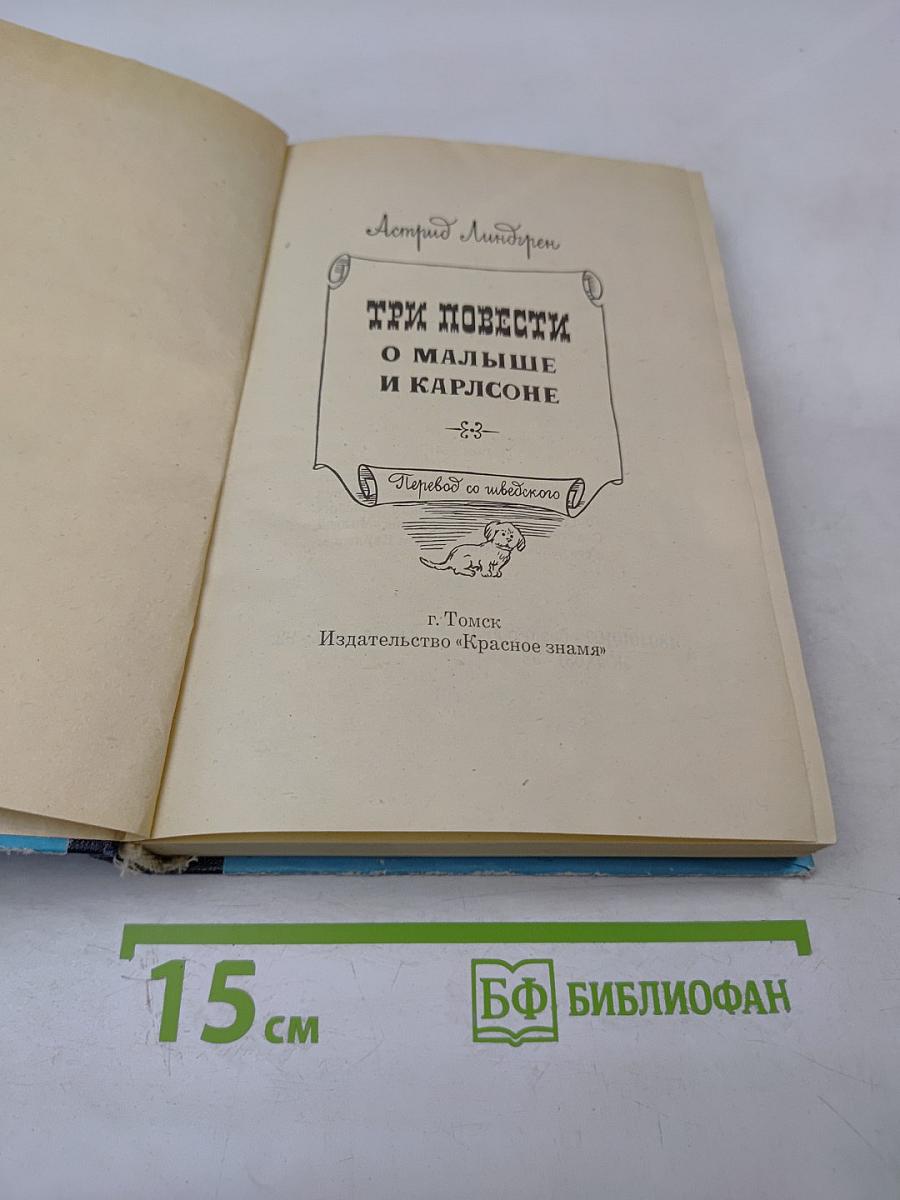 Астрид Линдгрен
ТРИ ПОВЕСТИ
О МАЛЫШЕ
И КАРЛСОНЕ
Перевод со шведского
г. Томск
Издательство «Красное знамя»
15 см
БФ БИБЛИОФАН